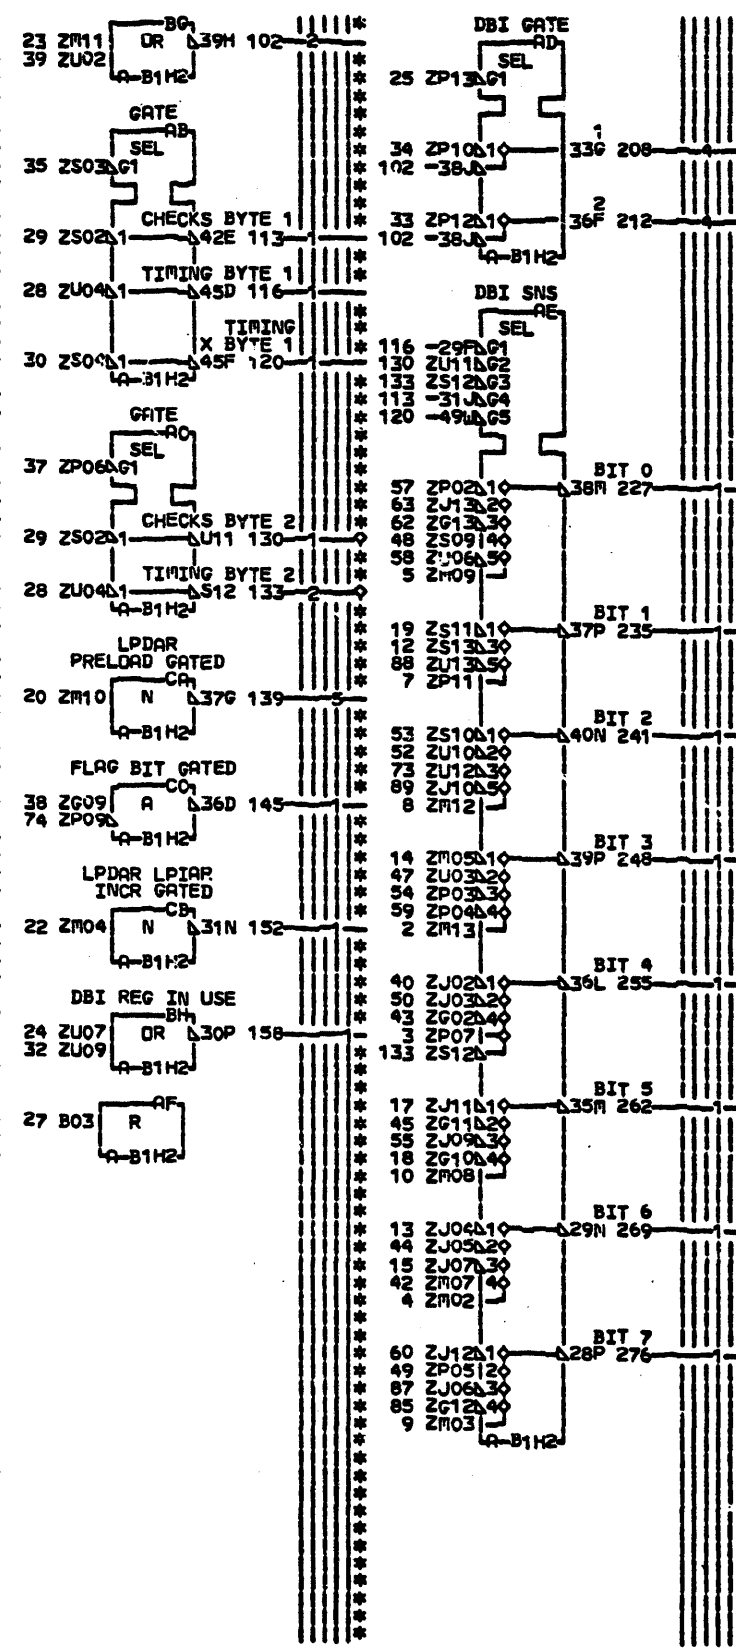 BG
23 ZM11 OR 39H 102 2
39 ZU02
A-B1H2
GATE
AB
SEL
35 ZS03 G1
CHECKS BYTE 1
29 ZS02 1 42E 113 1
TIMING BYTE 1
28 ZU04 1 45D 116 1
TIMING
X BYTE 1
30 1 45F 120 1
A-B1H2
GATE
AC
SEL
37 ZP06 G1
CHECKS BYTE 2
29 ZS02 1 U11 130 1
TIMING BYTE 2
28 ZU04 1 S12 133 2
A-B1H2
LPDAR
PRELOAD GATED
CA
20 ZM10 N 37G 139 5
A-B1H2
FLAG BIT GATED
CC
38 ZG09 A 36D 145 1
74 ZP09
A-B1H2
LPDAR LPIAR
INCR GATED
CB
22 ZM04 N 31N 152 1
A-B1H2
DBI REG IN USE
BH
24 ZU07 OR 30P 158 1
32 ZU09
A-B1H2
AF
27 B03 R
A-B1H2
DBI GATE
AD
SEL
25 ZP13 G1
1
34 ZP10 1 33G 208 4
102 -38J
2
33 ZP12 1 36F 212 4
102 -38J
A-B1H2
DBI SNS
AE
SEL
116 -29F G1
130 ZU11 G2
133 ZS12 G3
113 -31J G4
120 -49W G5
BIT 0
57 ZP02 1 38M 227 1
63 ZJ13 2
62 ZG13 3
48 ZS09 4
58 ZU06 5
5 ZM09
BIT 1
19 ZS11 1 37P 235 1
12 ZS13 3
88 ZU13 5
7 ZP11
BIT 2
53 ZS10 1 40N 241 1
52 ZU10 2
73 ZU12 3
89 ZJ10 5
8 ZM12
BIT 3
14 ZM05 1 39P 248 1
47 ZU03 2
54 ZP03 3
59 ZP04 4
2 ZM13
BIT 4
40 ZJ02 1 36L 255 1
50 ZJ03 2
43 ZG02 4
3 ZP07
133 ZS12
BIT 5
17 ZJ11 1 35M 262 1
45 ZG11 2
55 ZJ09 3
18 ZG10 4
10 ZM08
BIT 6
13 ZJ04 1 29N 269 1
44 ZJ05 2
15 ZJ07 3
42 ZM07 4
4 ZM02
BIT 7
60 ZJ12 1 28P 276 1
49 ZP05 2
87 ZJ06 3
85 ZG12 4
9 ZM03
A-B1H2